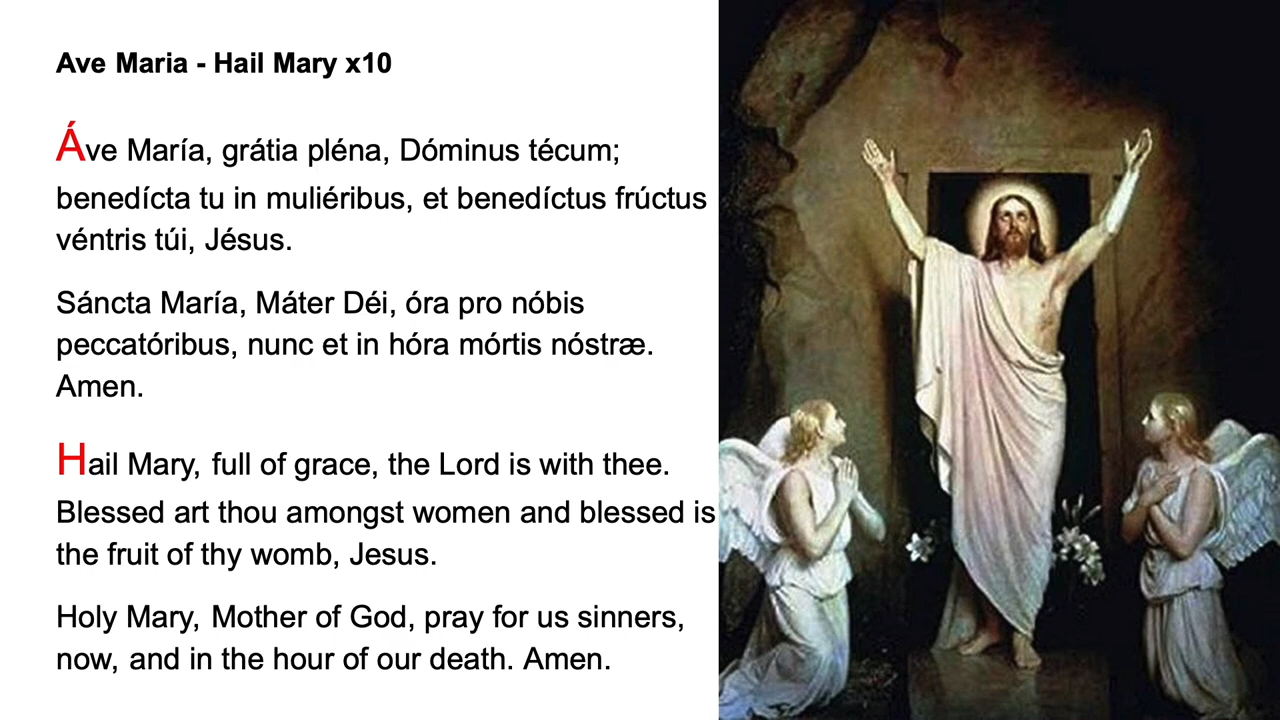 Ave Maria - Hail Mary x10
Áve María, grátia pléna, Dóminus técum;
benedícta tu in muliéribus, et benedíctus frúctus
véntris túi, Jésus.
Sáncta María, Máter Déi, óra pro nóbis
peccatóribus, nunc et in hóra mórtis nóstræ.
Amen.
Hail Mary, full of grace, the Lord is with thee.
Blessed art thou amongst women and blessed is
the fruit of thy womb, Jesus.
Holy Mary, Mother of God, pray for us sinners,
now, and in the hour of our death. Amen.